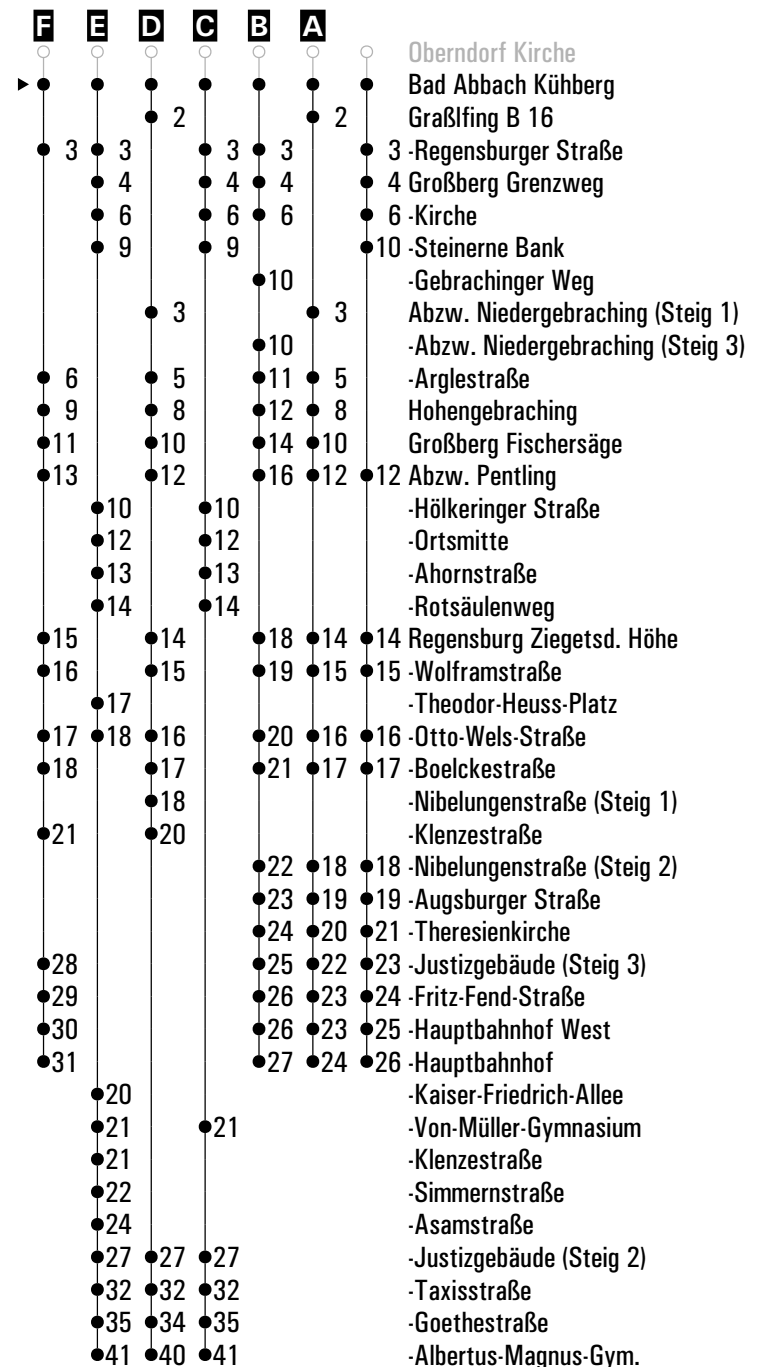 F E D C B A
Oberndorf Kirche
Bad Abbach Kühberg
2 2 Graßlfing B 16
3 3 3 3 3 -Regensburger Straße
4 4 4 4 Großberg Grenzweg
6 6 6 6 -Kirche
9 9 10 -Steinerne Bank
10 -Gebrachinger Weg
3 3 Abzw. Niedergebraching (Steig 1)
10 -Abzw. Niedergebraching (Steig 3)
6 5 11 5 -Arglestraße
9 8 12 8 Hohengebraching
11 10 14 10 Großberg Fischersäge
13 12 16 12 12 Abzw. Pentling
10 10 -Hölkeringer Straße
12 12 -Ortsmitte
13 13 -Ahornstraße
14 14 -Rotsäulenweg
15 14 18 14 14 Regensburg Ziegetsd. Höhe
16 15 19 15 15 -Wolframstraße
17 -Theodor-Heuss-Platz
17 18 16 20 16 16 -Otto-Wels-Straße
18 17 21 17 17 -Boelckestraße
18 -Nibelungenstraße (Steig 1)
21 20 -Klenzestraße
22 18 18 -Nibelungenstraße (Steig 2)
23 19 19 -Augsburger Straße
24 20 21 -Theresienkirche
28 25 22 23 -Justizgebäude (Steig 3)
29 26 23 24 -Fritz-Fend-Straße
30 26 23 25 -Hauptbahnhof West
31 27 24 26 -Hauptbahnhof
20 -Kaiser-Friedrich-Allee
21 21 -Von-Müller-Gymnasium
21 -Klenzestraße
22 -Simmernstraße
24 -Asamstraße
27 27 27 -Justizgebäude (Steig 2)
32 32 32 -Taxisstraße
35 34 35 -Goethestraße
41 40 41 -Albertus-Magnus-Gym.